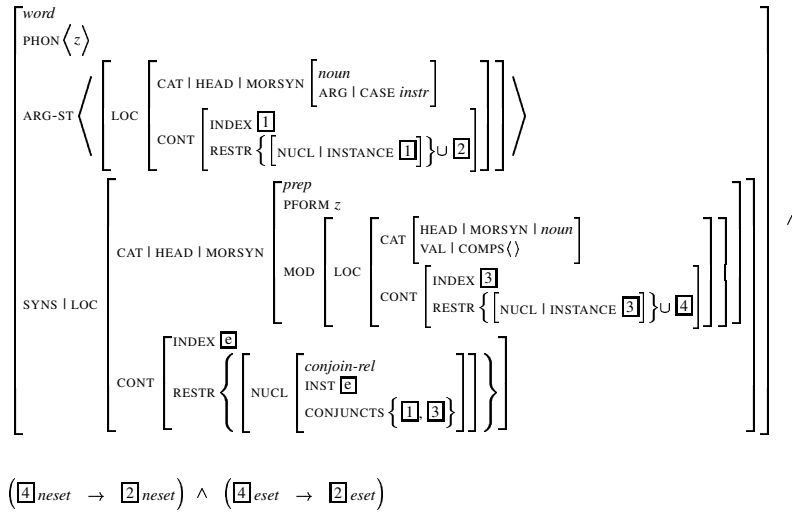 word
PHON ⟨ z ⟩
ARG-ST ⟨ [ LOC [ CAT | HEAD | MORSYN [ noun
ARG | CASE instr ]
CONT [ INDEX 1
RESTR { [ NUCL | INSTANCE 1 ] } ∪ 2 ] ] ] ⟩
SYNS | LOC [ CAT | HEAD | MORSYN [ prep
PFORM z
MOD [ LOC [ CAT [ HEAD | MORSYN | noun
VAL | COMPS⟨⟩ ]
CONT [ INDEX 3
RESTR { [ NUCL | INSTANCE 3 ] } ∪ 4 ] ] ] ]
CONT [ INDEX e
RESTR { [ NUCL [ conjoin-rel
INST e
CONJUNCTS { 1, 3 } ] ] } ] ] ∧
( 4 neset → 2 neset ) ∧ ( 4 eset → 2 eset )